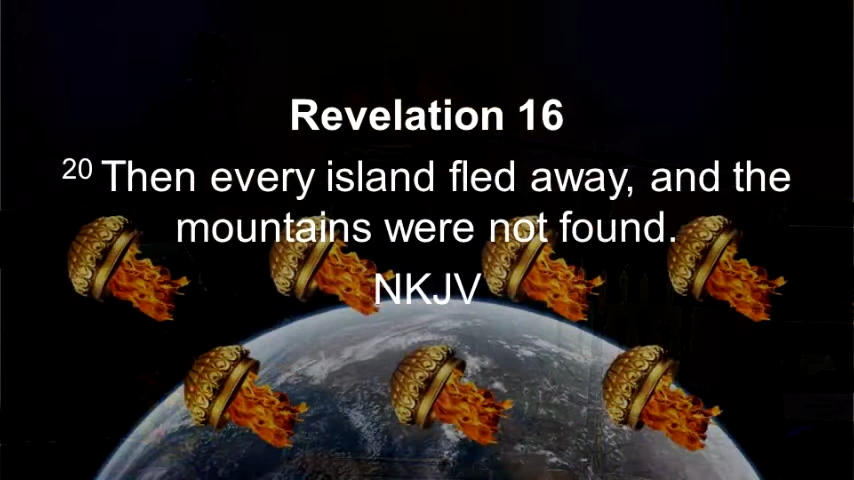 Revelation 16
20 Then every island fled away, and the
mountains were not found.
NKJV